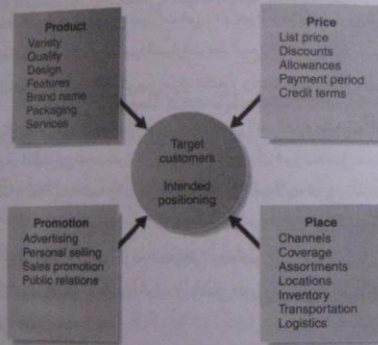 Product
Variety
Quality
Design
Features
Brand name
Packaging
Services
Price
List price
Discounts
Allowances
Payment period
Credit terms
Target
customers
Intended
positioning
Promotion
Advertising
Personal selling
Sales promotion
Public relations
Place
Channels
Coverage
Assortments
Locations
Inventory
Transportation
Logistics